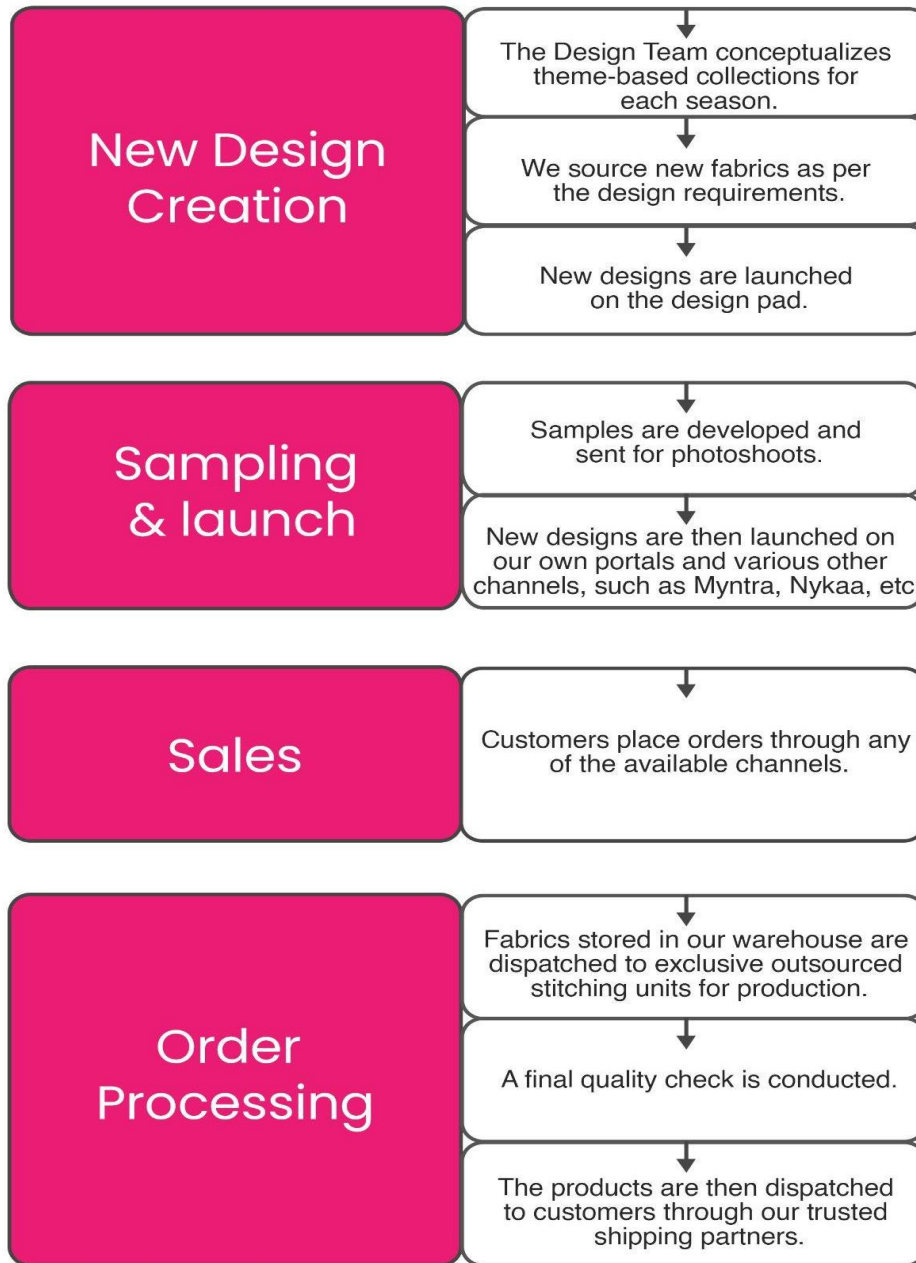 New Design
Creation
The Design Team conceptualizes
theme-based collections for
each season.
We source new fabrics as per
the design requirements.
New designs are launched
on the design pad.
Sampling
& launch
Samples are developed and
sent for photoshoots.
New designs are then launched on
our own portals and various other
channels, such as Myntra, Nykaa, etc
Sales
Customers place orders through any
of the available channels.
Order
Processing
Fabrics stored in our warehouse are
dispatched to exclusive outsourced
stitching units for production.
A final quality check is conducted.
The products are then dispatched
to customers through our trusted
shipping partners.